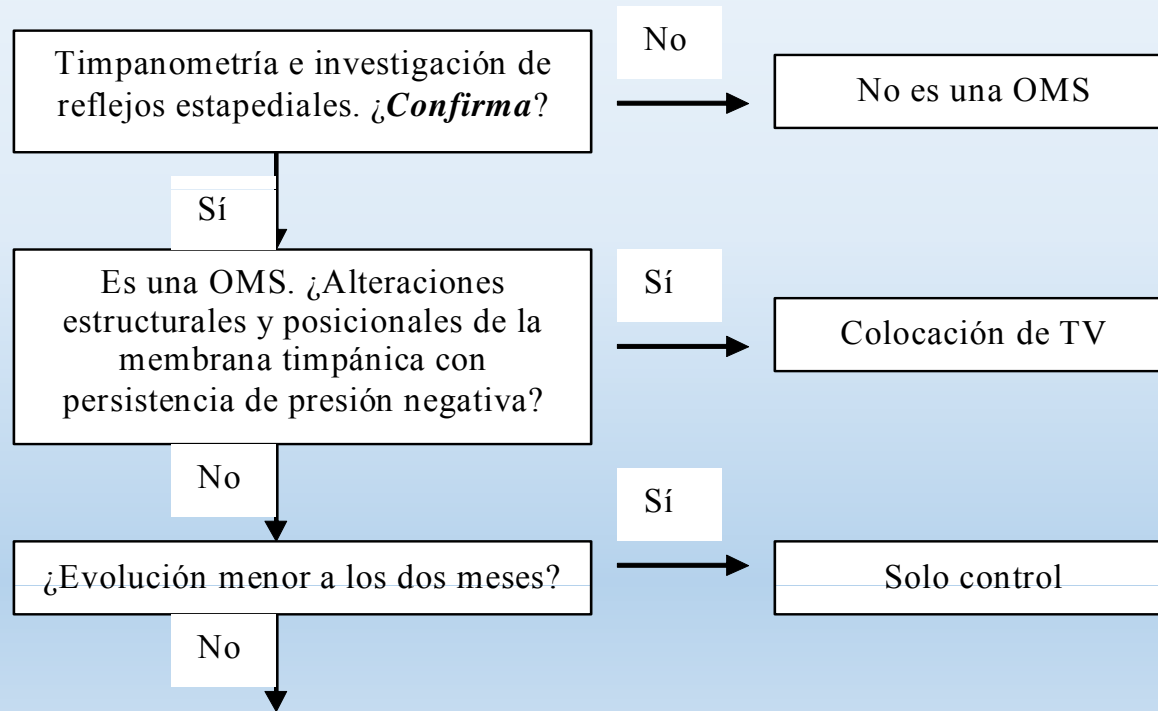 Timpanometría e investigación de
reflejos estapediales. ¿Confirma?
No
No es una OMS
Sí
Es una OMS. ¿Alteraciones
estructurales y posicionales de la
membrana timpánica con
persistencia de presión negativa?
Sí
Colocación de TV
No
¿Evolución menor a los dos meses?
Sí
Solo control
No